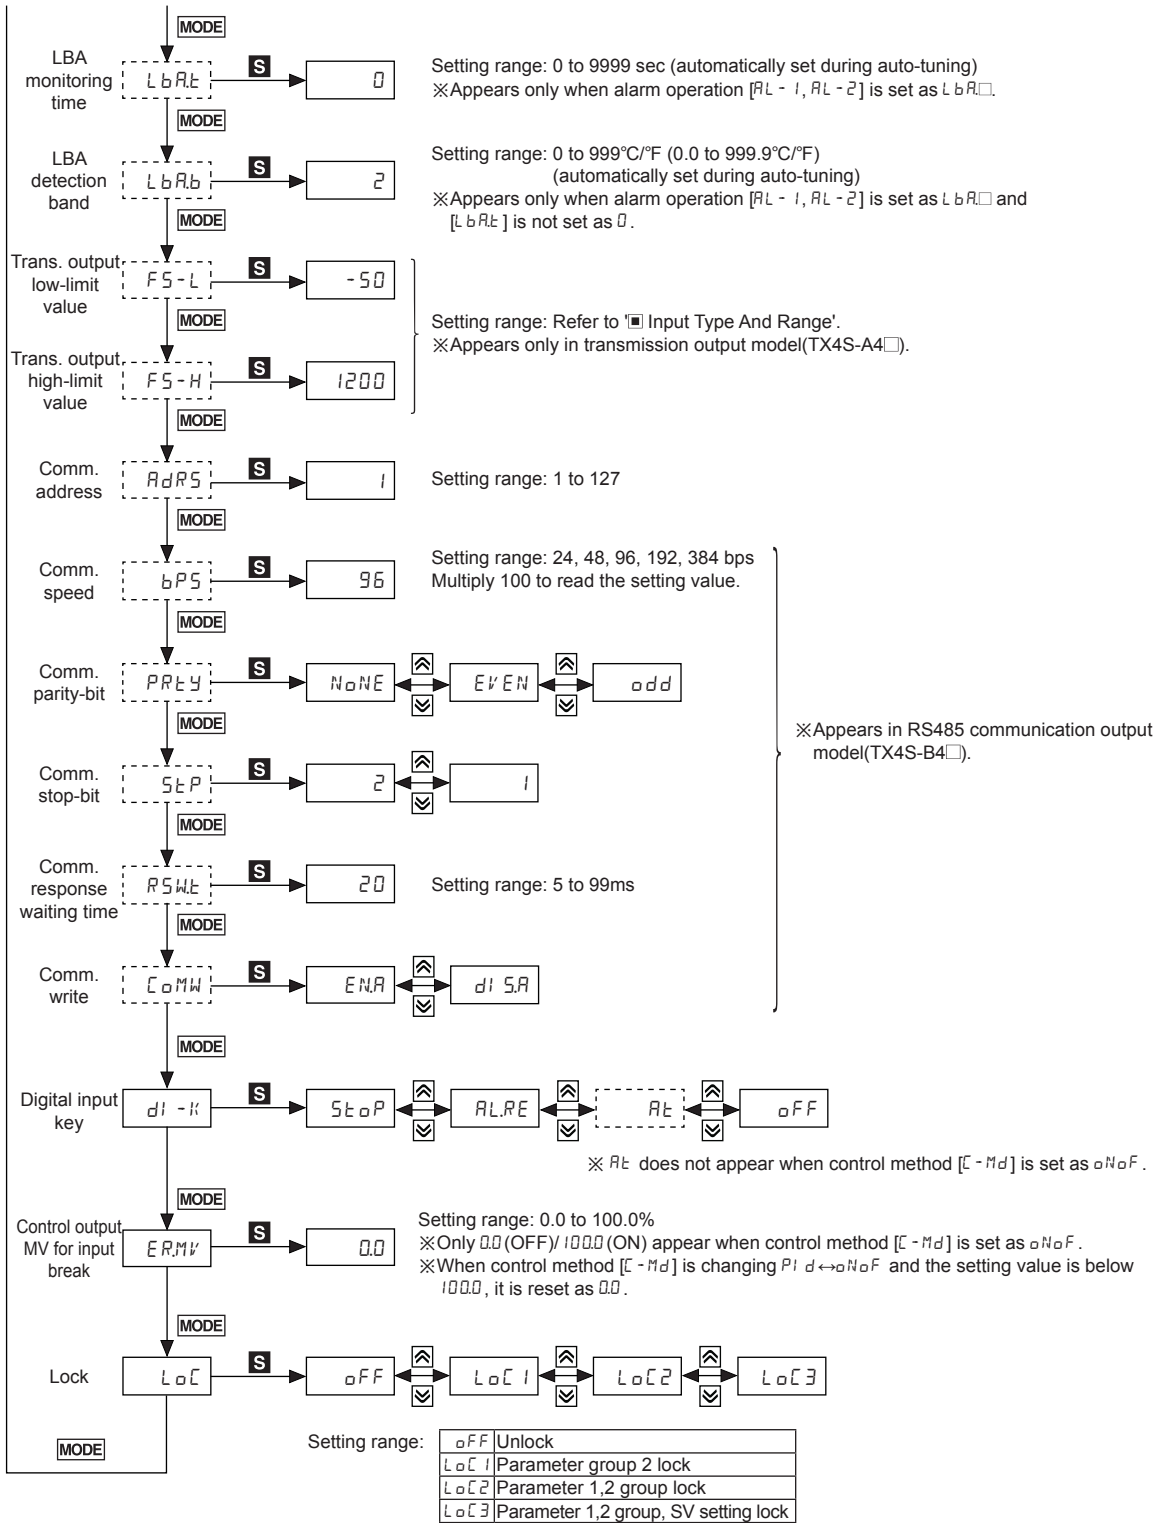 MODE
LBA
monitoring
time
LbA.t
S
0
Setting range: 0 to 9999 sec (automatically set during auto-tuning)
※Appears only when alarm operation [AL-1, AL-2] is set as LbA.□.
MODE
LBA
detection
band
LbA.b
S
2
Setting range: 0 to 999℃/℉ (0.0 to 999.9℃/℉)
(automatically set during auto-tuning)
※Appears only when alarm operation [AL-1, AL-2] is set as LbA.□ and
[LbA.t] is not set as 0.
MODE
Trans. output
low-limit
value
FS-L
S
-50
MODE
Setting range: Refer to '▣ Input Type And Range'.
※Appears only in transmission output model(TX4S-A4□).
Trans. output
high-limit
value
FS-H
S
1200
MODE
Comm.
address
AdRS
S
1
Setting range: 1 to 127
MODE
Comm.
speed
bPS
S
96
Setting range: 24, 48, 96, 192, 384 bps
Multiply 100 to read the setting value.
MODE
Comm.
parity-bit
PRtY
S
NoNE
EVEN
odd
MODE
※Appears in RS485 communication output
model(TX4S-B4□).
Comm.
stop-bit
StP
S
2
1
MODE
Comm.
response
waiting time
RSW.t
S
20
Setting range: 5 to 99ms
MODE
Comm.
write
CoMW
S
EN.A
dIS.A
MODE
Digital input
key
dI-K
S
StoP
AL.RE
At
oFF
※ At does not appear when control method [C-Md] is set as oNoF.
MODE
Control output
MV for input
break
ER.MV
S
0.0
Setting range: 0.0 to 100.0%
※Only 0.0 (OFF)/ 100.0 (ON) appear when control method [C-Md] is set as oNoF.
※When control method [C-Md] is changing PId↔oNoF and the setting value is below
100.0, it is reset as 0.0.
MODE
Lock
LoC
S
oFF
LoC1
LoC2
LoC3
MODE
Setting range:
oFF Unlock
LoC1 Parameter group 2 lock
LoC2 Parameter 1,2 group lock
LoC3 Parameter 1,2 group, SV setting lock